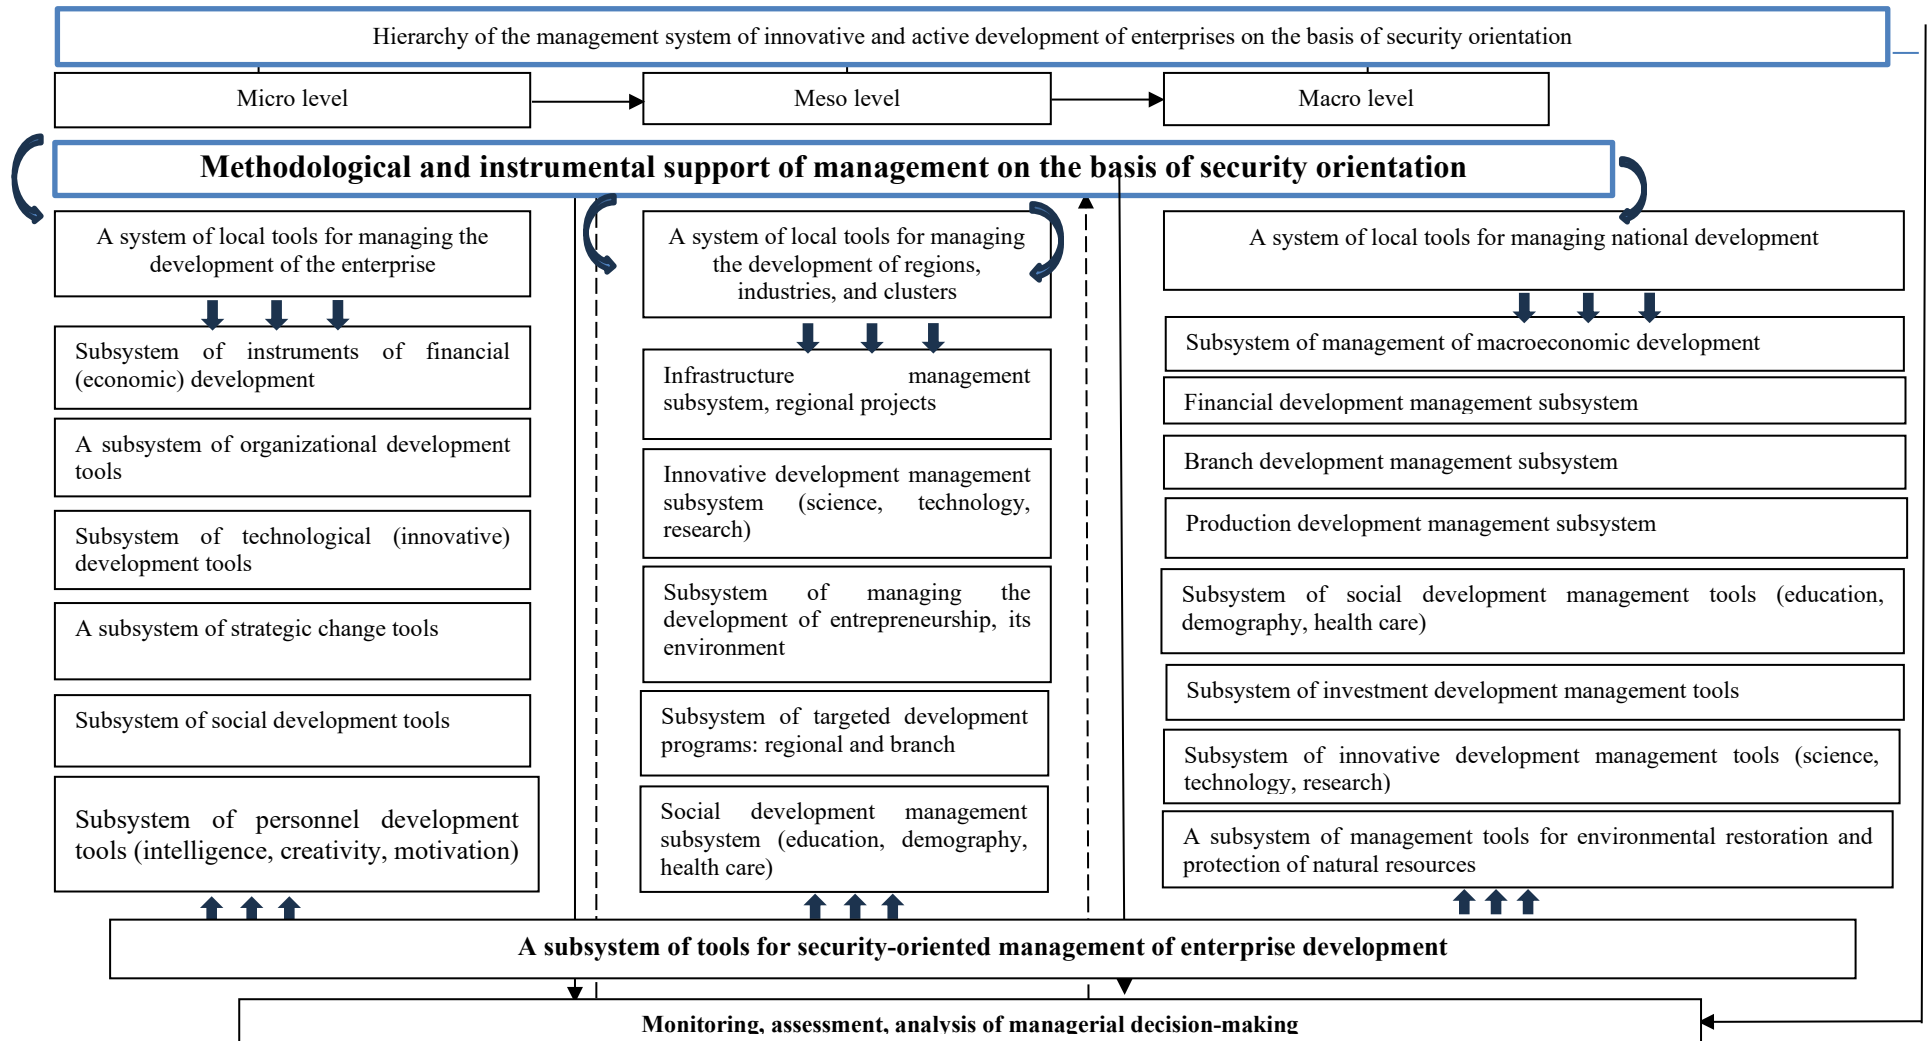 Hierarchy of the management system of innovative and active development of enterprises on the basis of security orientation
Micro level
Meso level
Macro level
Methodological and instrumental support of management on the basis of security orientation
A system of local tools for managing the
development of the enterprise
Subsystem of instruments of financial
(economic) development
A subsystem of organizational development
tools
Subsystem of technological (innovative)
development tools
A subsystem of strategic change tools
Subsystem of social development tools
Subsystem of personnel development
tools (intelligence, creativity, motivation)
A system of local tools for managing
the development of regions,
industries, and clusters
Infrastructure management
subsystem, regional projects
Innovative development management
subsystem (science, technology,
research)
Subsystem of managing the
development of entrepreneurship, its
environment
Subsystem of targeted development
programs: regional and branch
Social development management
subsystem (education, demography,
health care)
A system of local tools for managing national development
Subsystem of management of macroeconomic development
Financial development management subsystem
Branch development management subsystem
Production development management subsystem
Subsystem of social development management tools (education,
demography, health care)
Subsystem of investment development management tools
Subsystem of innovative development management tools (science,
technology, research)
A subsystem of management tools for environmental restoration and
protection of natural resources
A subsystem of tools for security-oriented management of enterprise development
Monitoring, assessment, analysis of managerial decision-making